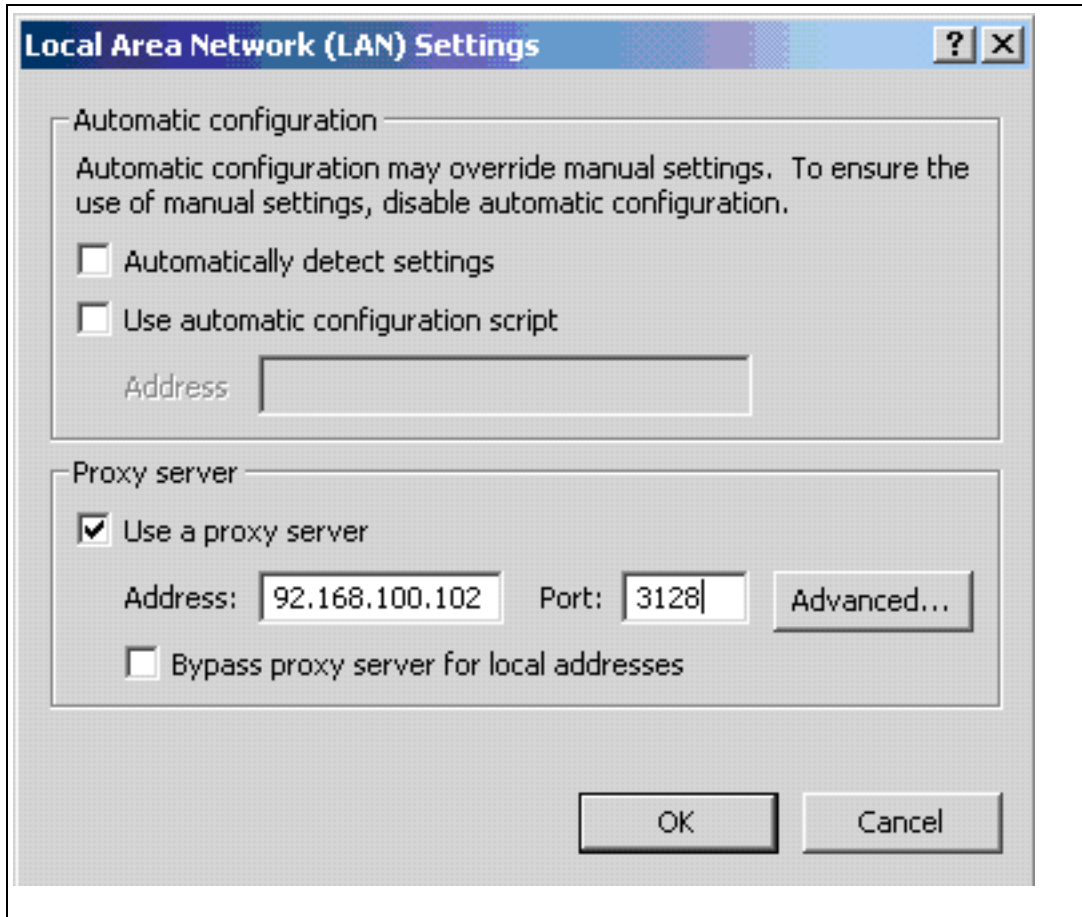 Local Area Network (LAN) Settings
Automatic configuration
Automatic configuration may override manual settings. To ensure the
use of manual settings, disable automatic configuration.
Automatically detect settings
Use automatic configuration script
Address
Proxy server
Use a proxy server
Address: 92.168.100.102 Port: 3128 Advanced...
Bypass proxy server for local addresses
OK Cancel